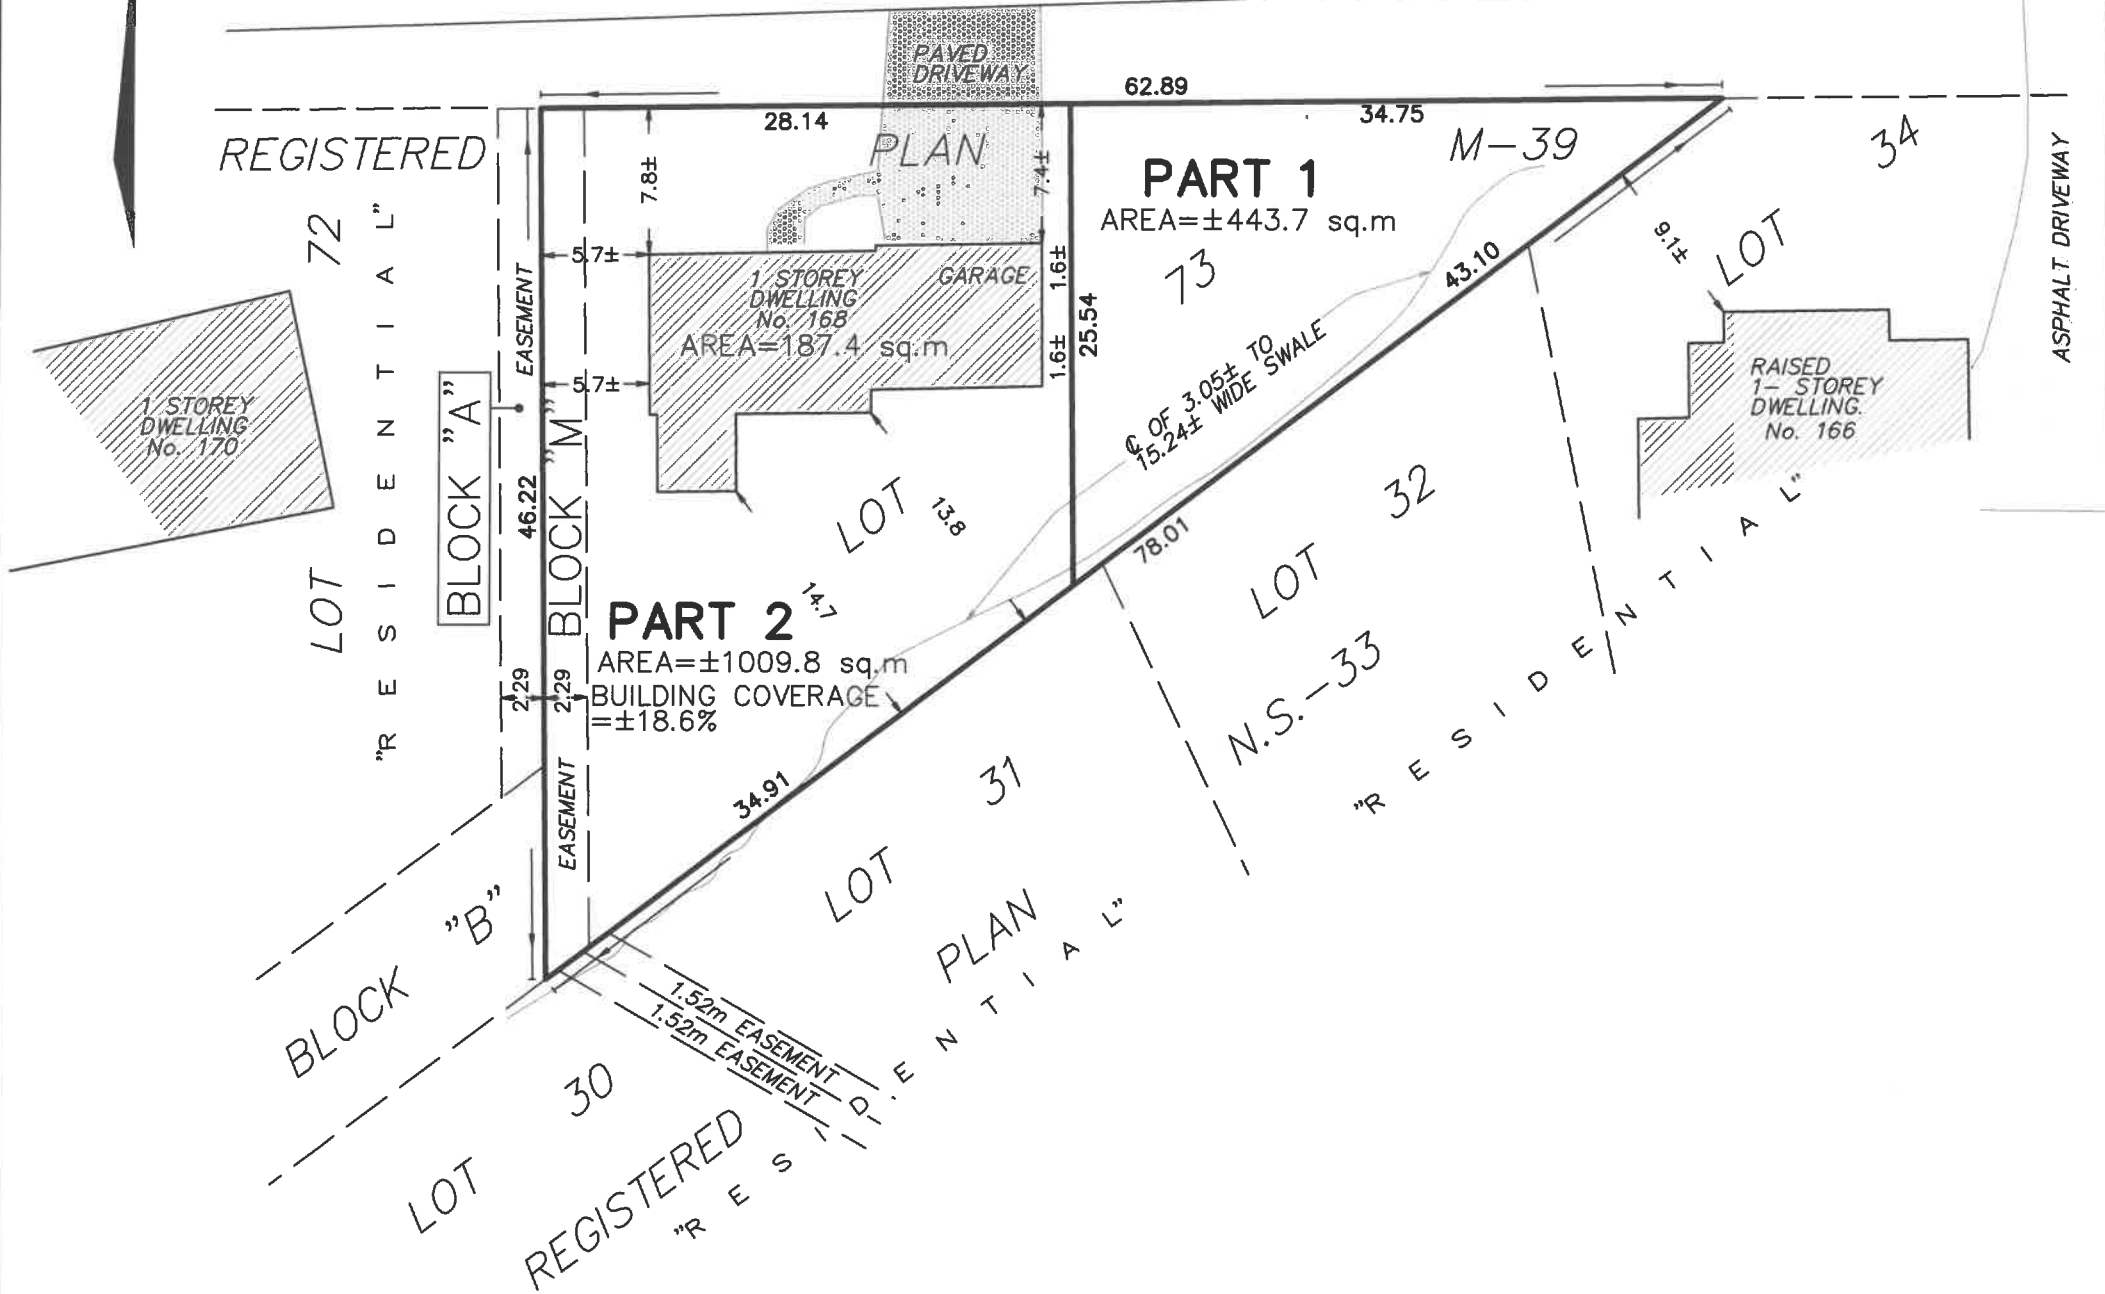 PAVED
DRIVEWAY
62.89
28.14
34.75
REGISTERED
PLAN
M-39
34
PART 1
AREA=±443.7 sq.m
7.8±
7.4±
LOT 72
"RESIDENTIAL"
EASEMENT
5.7±
1 STOREY
DWELLING
No. 168
AREA=187.4 sq.m
GARAGE
1.6±
1.6±
25.54
73
43.10
9.1±
LOT
ASPHALT DRIVEWAY
5.7±
1 STOREY
DWELLING
No. 170
BLOCK "A"
46.22
BLOCK "M"
℄ OF 3.05± TO
15.24± WIDE SWALE
RAISED
1- STOREY
DWELLING.
No. 166
LOT
13.8
14.7
78.01
LOT 32
PART 2
AREA=±1009.8 sq.m
BUILDING COVERAGE
=±18.6%
2.29
2.29
EASEMENT
34.91
LOT 31
N.S.-33
"RESIDENTIAL"
BLOCK "B"
1.52m EASEMENT
1.52m EASEMENT
LOT 30
REGISTERED
PLAN
"RESIDENTIAL"